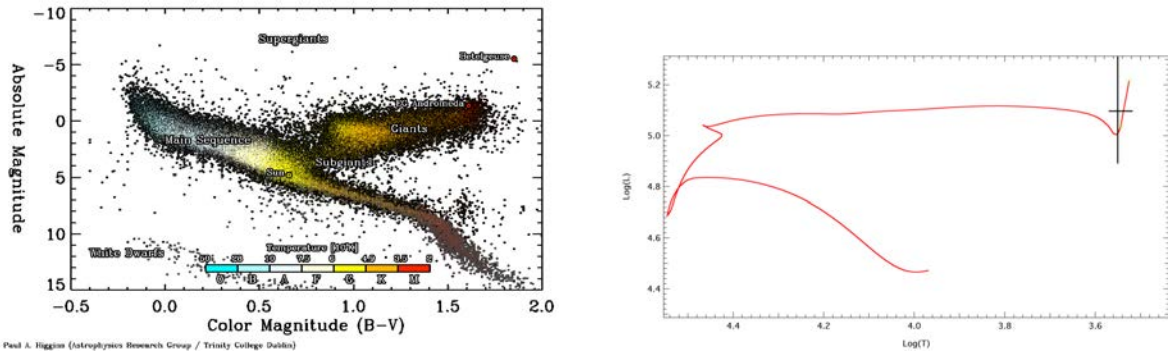 -10
-5
0
5
10
15
Absolute Magnitude
Supergiants
Betelgeuse
FG Andromeda
Giants
Main Sequence
Subgiants
Sun
White Dwarfs
Temperature
O B A F G K M
-0.5 0.0 0.5 1.0 1.5 2.0
Color Magnitude (B-V)
Paul A. Higgins (Astrophysics Research Group / Trinity College Dublin)
5.2
5.0
4.8
4.6
4.4
Log(L)
4.4 4.2 4.0 3.8 3.6
Log(T)